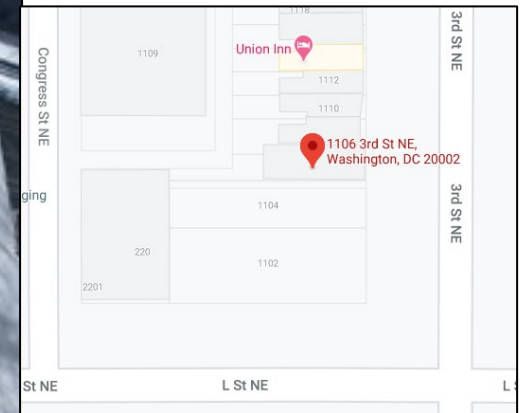 1118
3rd St NE
Union Inn
1109
Congress St NE
1112
1110
1106 3rd St NE,
Washington, DC 20002
ging
1104
3rd St NE
220
1102
2201
St NE
L St NE
L